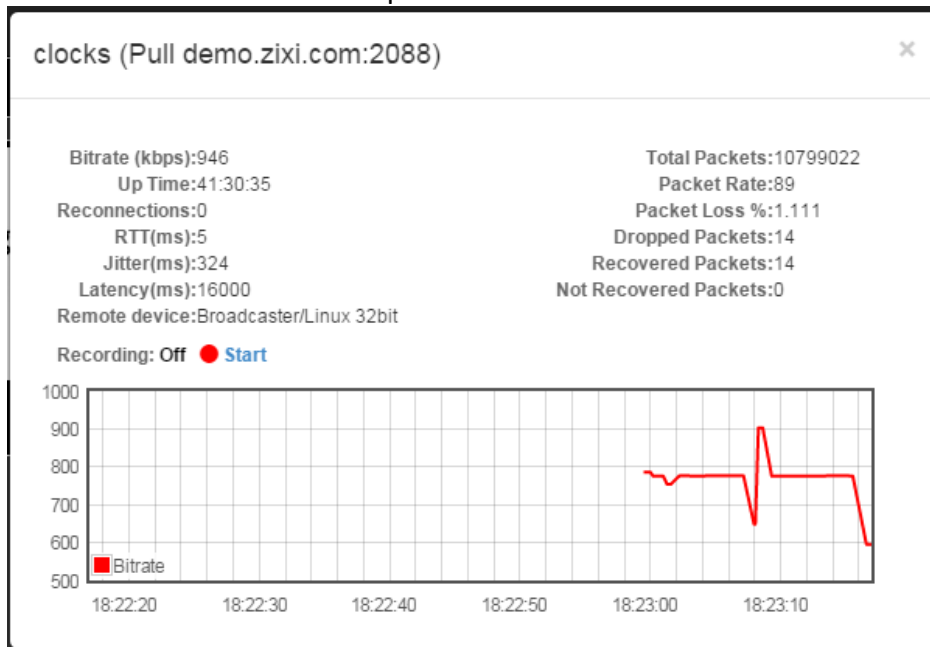 clocks (Pull demo.zixi.com:2088)
×
Bitrate (kbps):946
Up Time:41:30:35
Reconnections:0
RTT(ms):5
Jitter(ms):324
Latency(ms):16000
Remote device:Broadcaster/Linux 32bit
Total Packets:10799022
Packet Rate:89
Packet Loss %:1.111
Dropped Packets:14
Recovered Packets:14
Not Recovered Packets:0
Recording: Off Start
1000
900
800
700
600
500
Bitrate
18:22:20 18:22:30 18:22:40 18:22:50 18:23:00 18:23:10